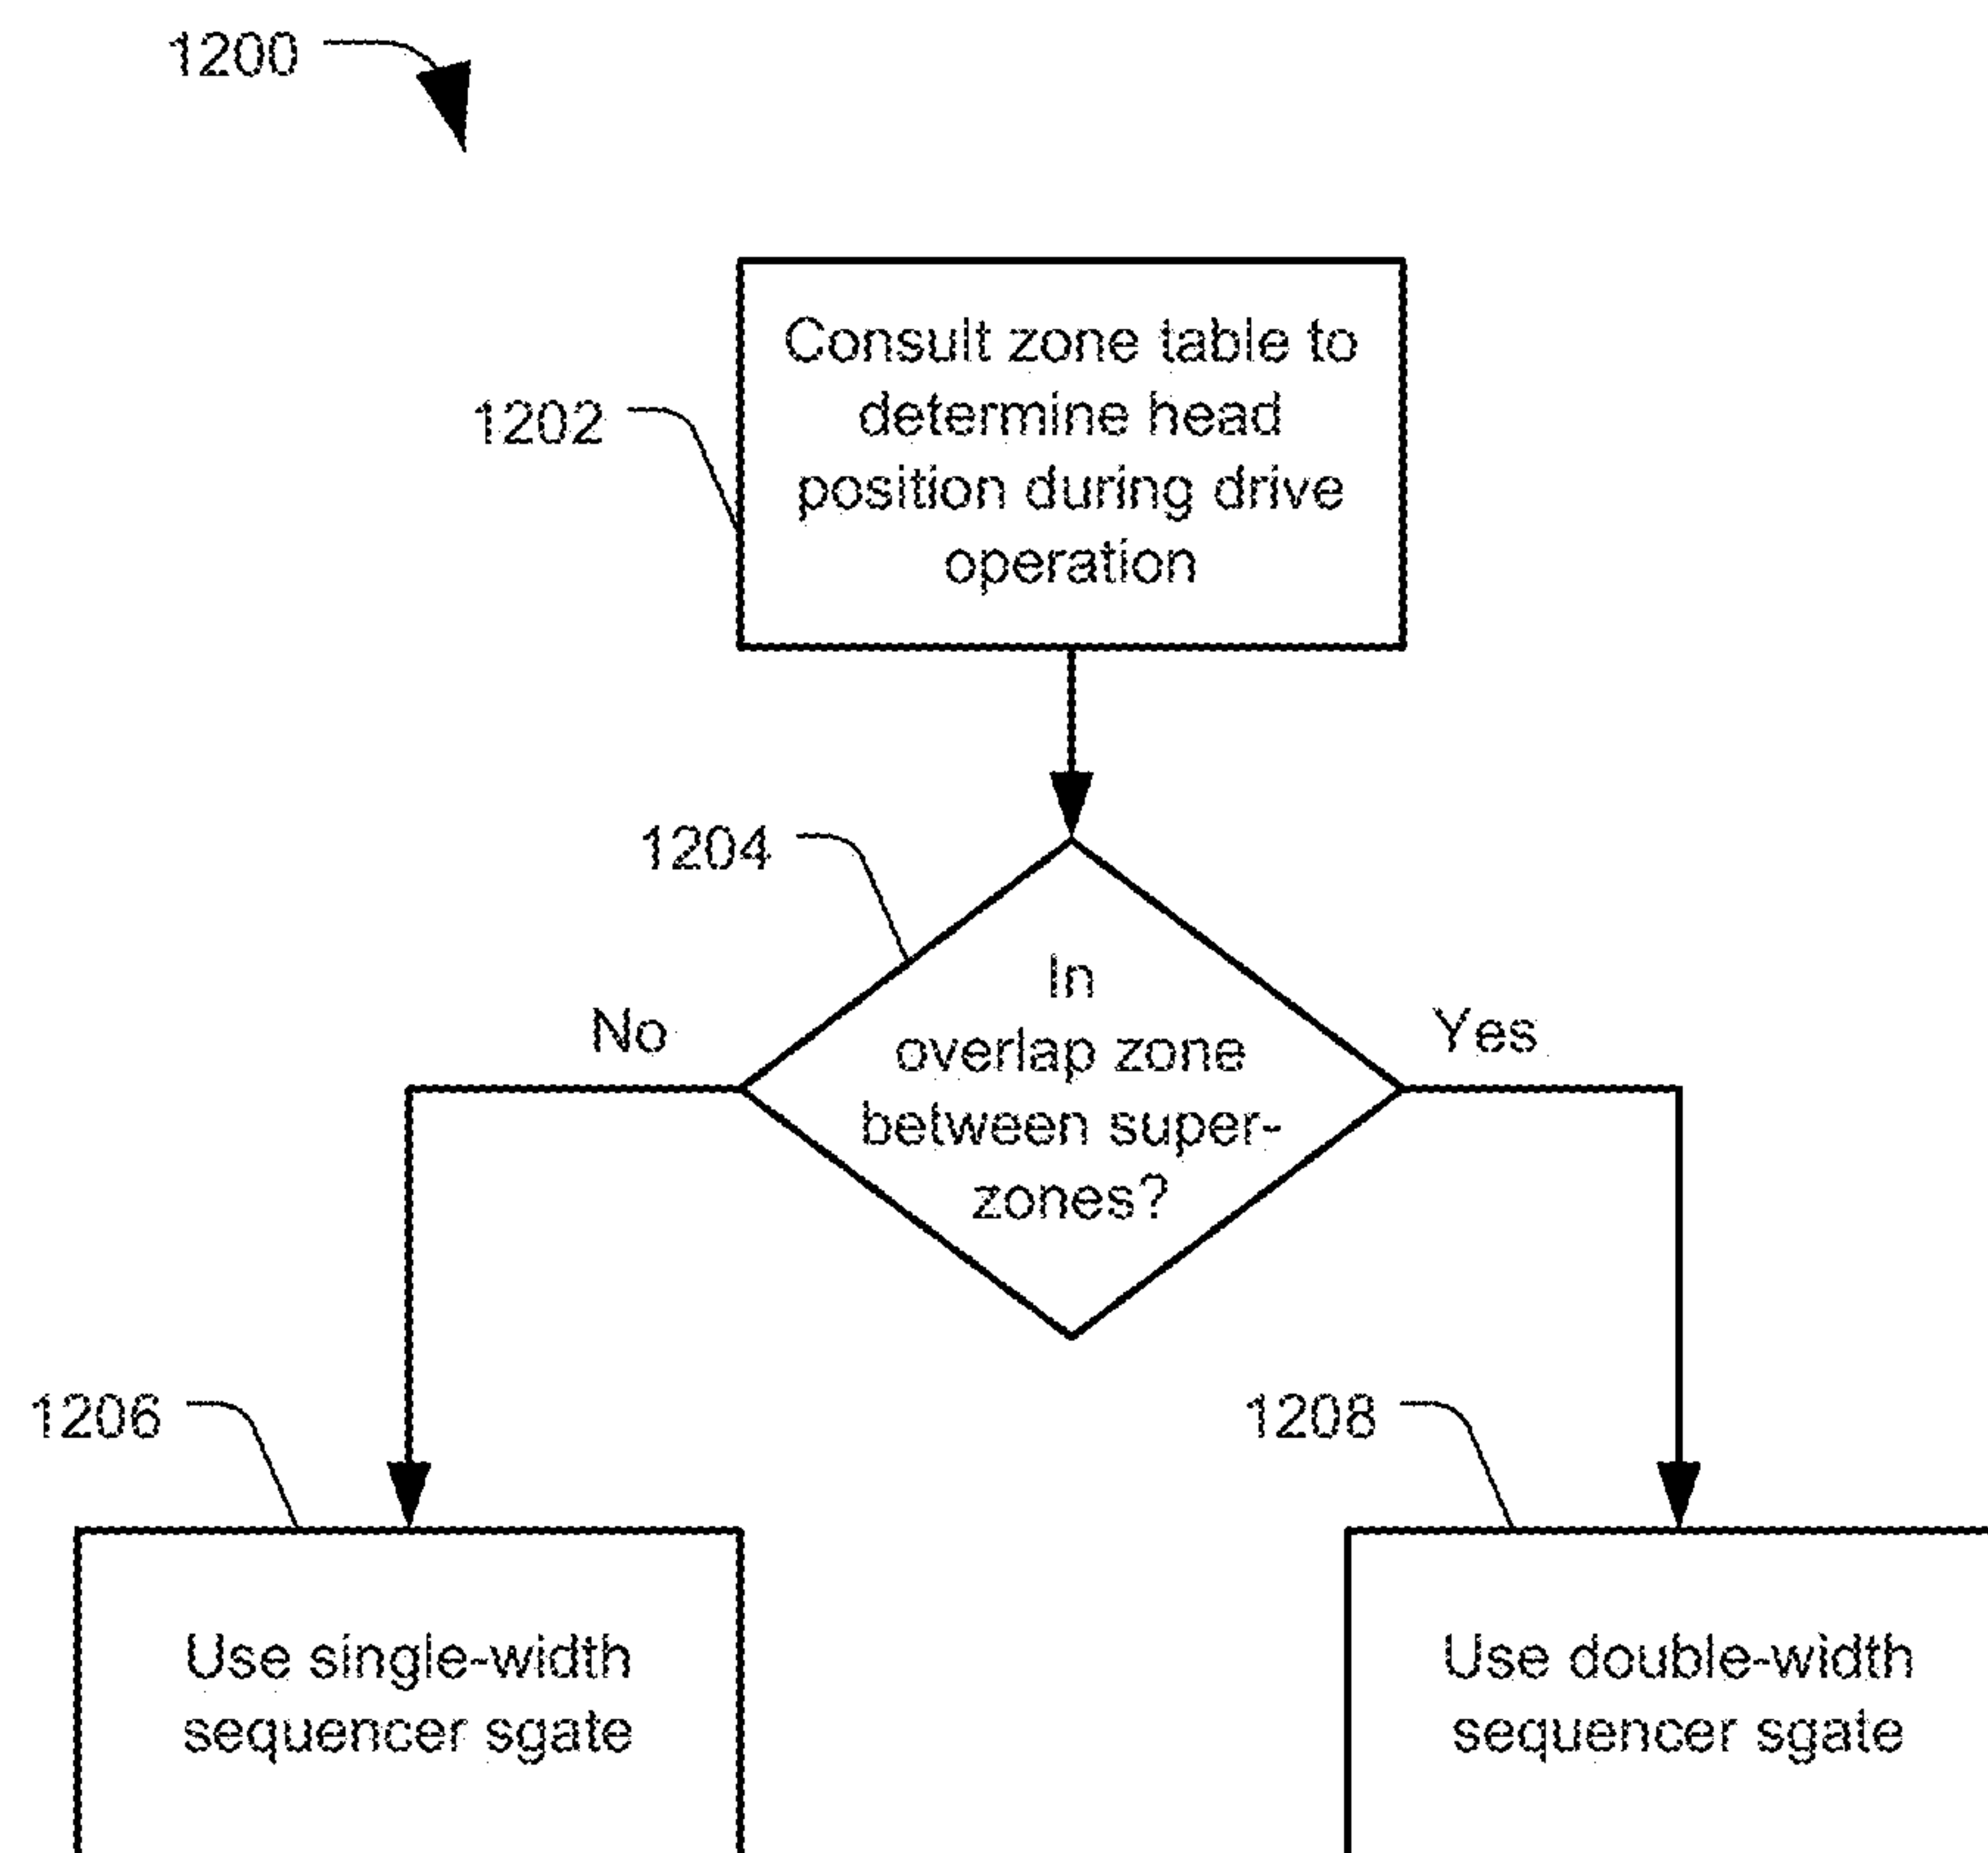 1200
1202
Consult zone table to
determine head
position during drive
operation
1204
In
overlap zone
between super-
zones?
No
Yes
1206
Use single-width
sequencer sgate
1208
Use double-width
sequencer sgate